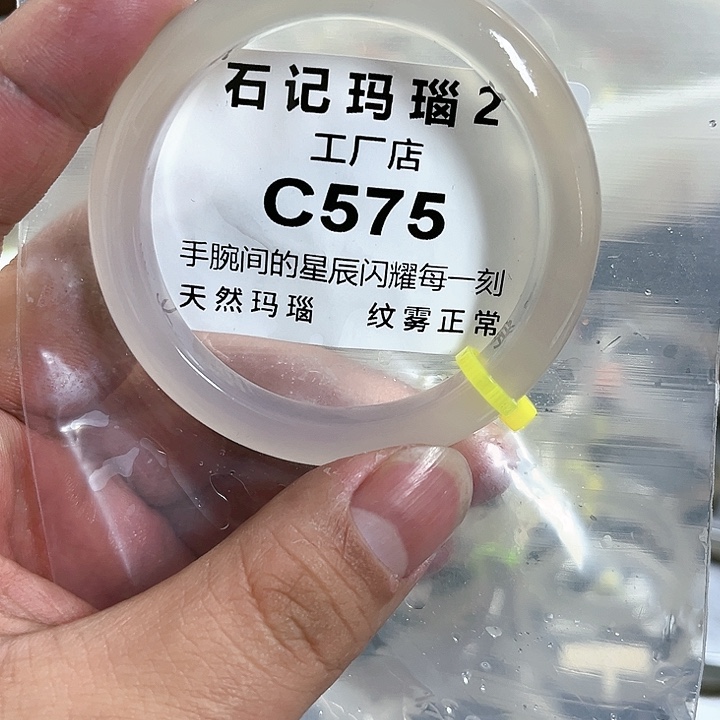 石记玛瑙2
工厂店
C575
手腕间的星辰闪耀每一刻
天然玛瑙 纹雾正常